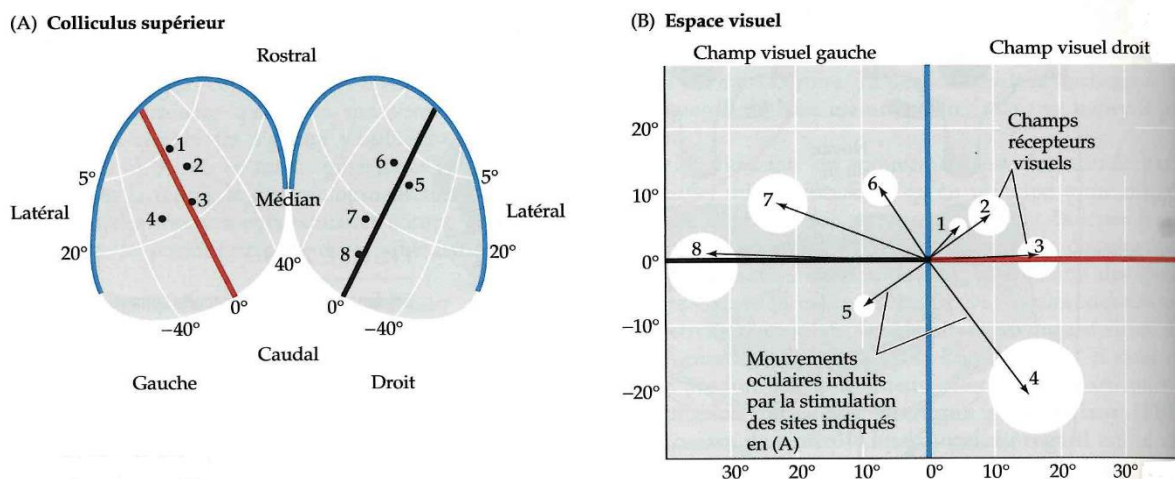 (A) Colliculus supérieur
Rostral
1
2
3
4
5°
20°
Latéral
Médian
40°
0°
−40°
Gauche
Caudal
6
5
7
8
5°
20°
Latéral
0°
−40°
Droit
(B) Espace visuel
Champ visuel gauche
Champ visuel droit
20°
10°
0°
−10°
−20°
Champs
récepteurs
visuels
7
6
1
2
3
8
5
4
Mouvements
oculaires induits
par la stimulation
des sites indiqués
en (A)
30° 20° 10° 0° 10° 20° 30°